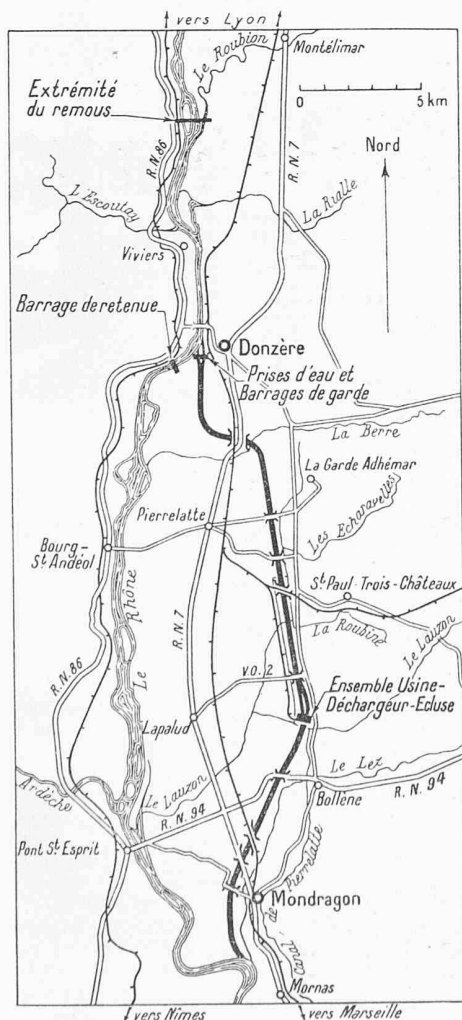 vers Lyon
Le Roubion
Montélimar
Extrémité
du remous
0 5 km
R.N.86
R.N.7
Nord
L'Escoutay
La Rialle
Viviers
Barrage de retenue
Donzère
Prises d'eau et
Barrages de garde
La Berre
La Garde Adhémar
Pierrelatte
Les Echaravelles
Bourg-
St Andéol
St Paul-Trois-Châteaux
Le Rhône
R.N.7
La Roubine
Le Lauzon
R.N.86
V.O.2
Ensemble Usine-
Déchargeur-Ecluse
Lapalud
Ardèche
Le Lauzon
Le Lez
R.N.94
R.N.94
Bollène
Pont St Esprit
Canal de Pierrelatte
Mondragon
Mornas
vers Nîmes
vers Marseille